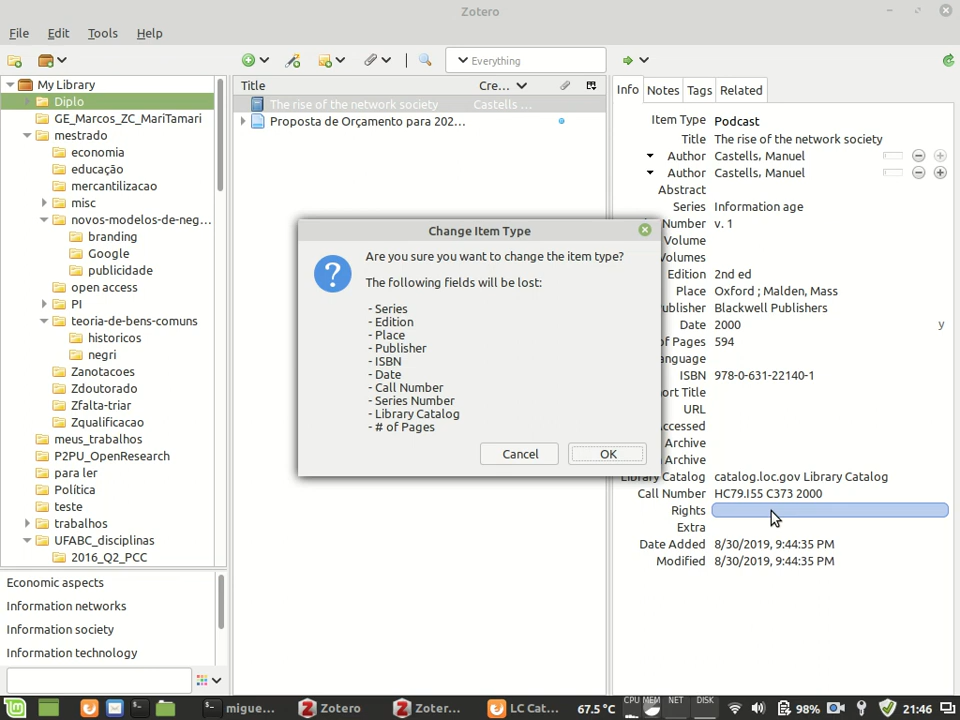 Zotero
File Edit Tools Help
Everything
My Library
Diplo
GE_Marcos_ZC_MariTamari
mestrado
economia
educação
mercantilizacao
misc
novos-modelos-de-neg...
branding
Google
publicidade
open access
PI
teoria-de-bens-comuns
historicos
negri
Zanotacoes
Zdoutorado
Zfalta-triar
Zqualificacao
meus_trabalhos
P2PU_OpenResearch
para ler
Política
teste
trabalhos
UFABC_disciplinas
2016_Q2_PCC
Economic aspects
Information networks
Information society
Information technology
Title Cre...
The rise of the network society Castells ...
Proposta de Orçamento para 202...
Change Item Type
Are you sure you want to change the item type?
The following fields will be lost:
- Series
- Edition
- Place
- Publisher
- ISBN
- Date
- Call Number
- Series Number
- Library Catalog
- # of Pages
Cancel OK
Info Notes Tags Related
Item Type Podcast
Title The rise of the network society
Author Castells, Manuel
Author Castells, Manuel
Abstract
Series Information age
Number v. 1
Volume
Volumes
Edition 2nd ed
Place Oxford ; Malden, Mass
ublisher Blackwell Publishers
Date 2000 y
of Pages 594
nguage
ISBN 978-0-631-22140-1
ort Title
URL
ccessed
Archive
Archive
Library Catalog catalog.loc.gov Library Catalog
Call Number HC79.I55 C373 2000
Rights
Extra
Date Added 8/30/2019, 9:44:35 PM
Modified 8/30/2019, 9:44:35 PM
migue... Zotero Zoter... LC Cat... 67.5°C CPU MEM NET DISK 98% 21:46